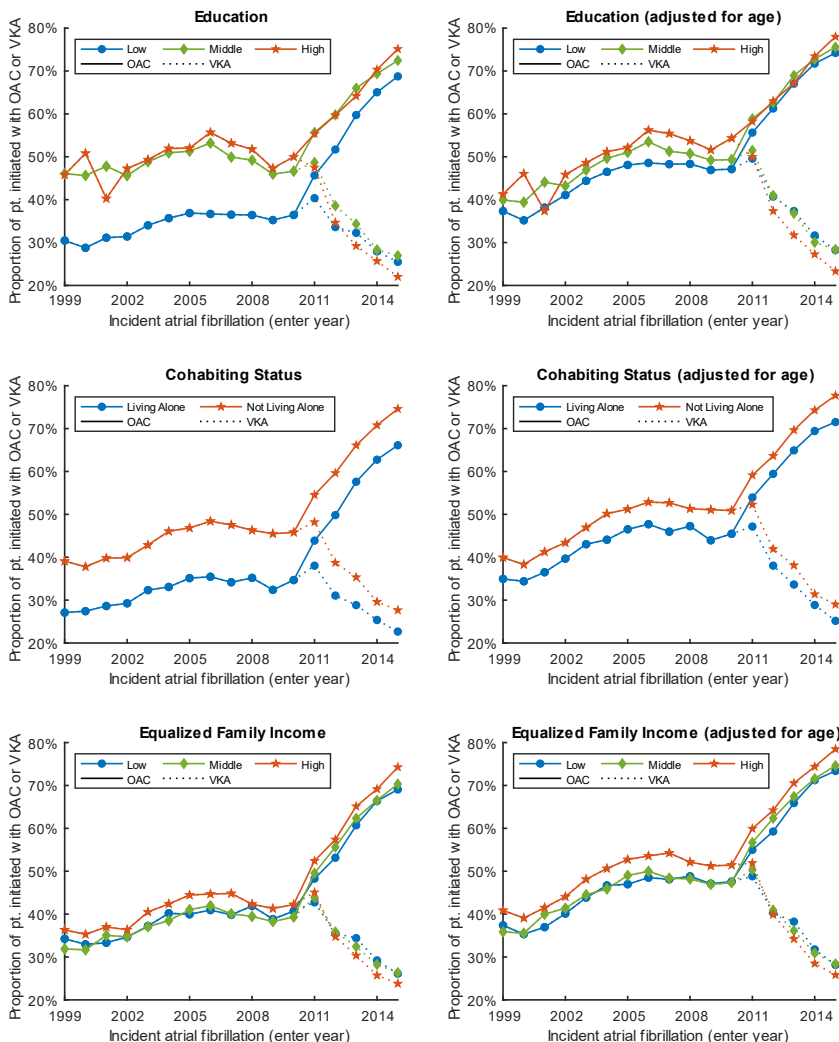 Education
Low Middle High
OAC VKA
Proportion of pt. initiated with OAC or VKA
80%
70%
60%
50%
40%
30%
20%
1999 2002 2005 2008 2011 2014
Incident atrial fibrillation (enter year)
Education (adjusted for age)
Low Middle High
OAC VKA
Proportion of pt. initiated with OAC or VKA
80%
70%
60%
50%
40%
30%
20%
1999 2002 2005 2008 2011 2014
Incident atrial fibrillation (enter year)
Cohabiting Status
Living Alone Not Living Alone
OAC VKA
Proportion of pt. initiated with OAC or VKA
80%
70%
60%
50%
40%
30%
20%
1999 2002 2005 2008 2011 2014
Incident atrial fibrillation (enter year)
Cohabiting Status (adjusted for age)
Living Alone Not Living Alone
OAC VKA
Proportion of pt. initiated with OAC or VKA
80%
70%
60%
50%
40%
30%
20%
1999 2002 2005 2008 2011 2014
Incident atrial fibrillation (enter year)
Equalized Family Income
Low Middle High
OAC VKA
Proportion of pt. initiated with OAC or VKA
80%
70%
60%
50%
40%
30%
20%
1999 2002 2005 2008 2011 2014
Incident atrial fibrillation (enter year)
Equalized Family Income (adjusted for age)
Low Middle High
OAC VKA
Proportion of pt. initiated with OAC or VKA
80%
70%
60%
50%
40%
30%
20%
1999 2002 2005 2008 2011 2014
Incident atrial fibrillation (enter year)